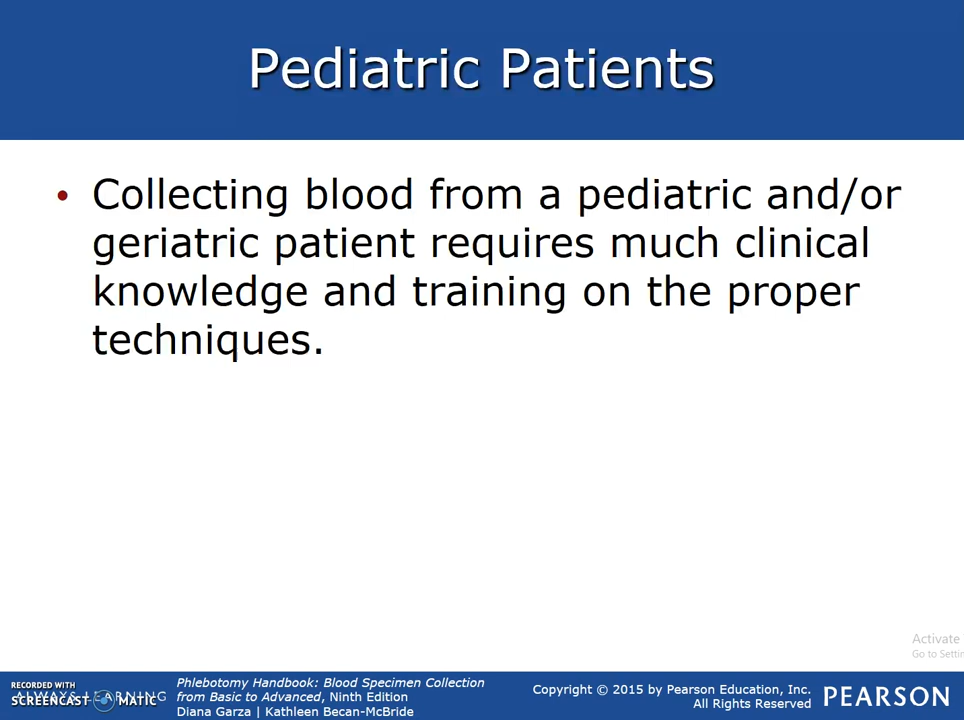 Pediatric Patients
• Collecting blood from a pediatric and/or
geriatric patient requires much clinical
knowledge and training on the proper
techniques.
Activate
Go to Settin
RECORDED WITH
SCREENCAST MATIC
ALWAYS LEARNING
Phlebotomy Handbook: Blood Specimen Collection
from Basic to Advanced, Ninth Edition
Diana Garza | Kathleen Becan-McBride
Copyright © 2015 by Pearson Education, Inc.
All Rights Reserved
PEARSON